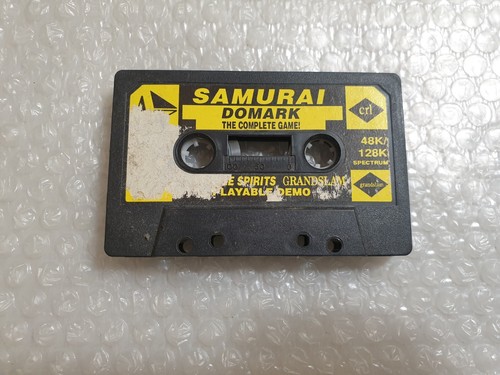 SAMURAI
DOMARK
THE COMPLETE GAME!
crl
48K/
128K
SPECTRUM
E SPIRITS GRANDSLAM
LAYABLE DEMO
grandslam